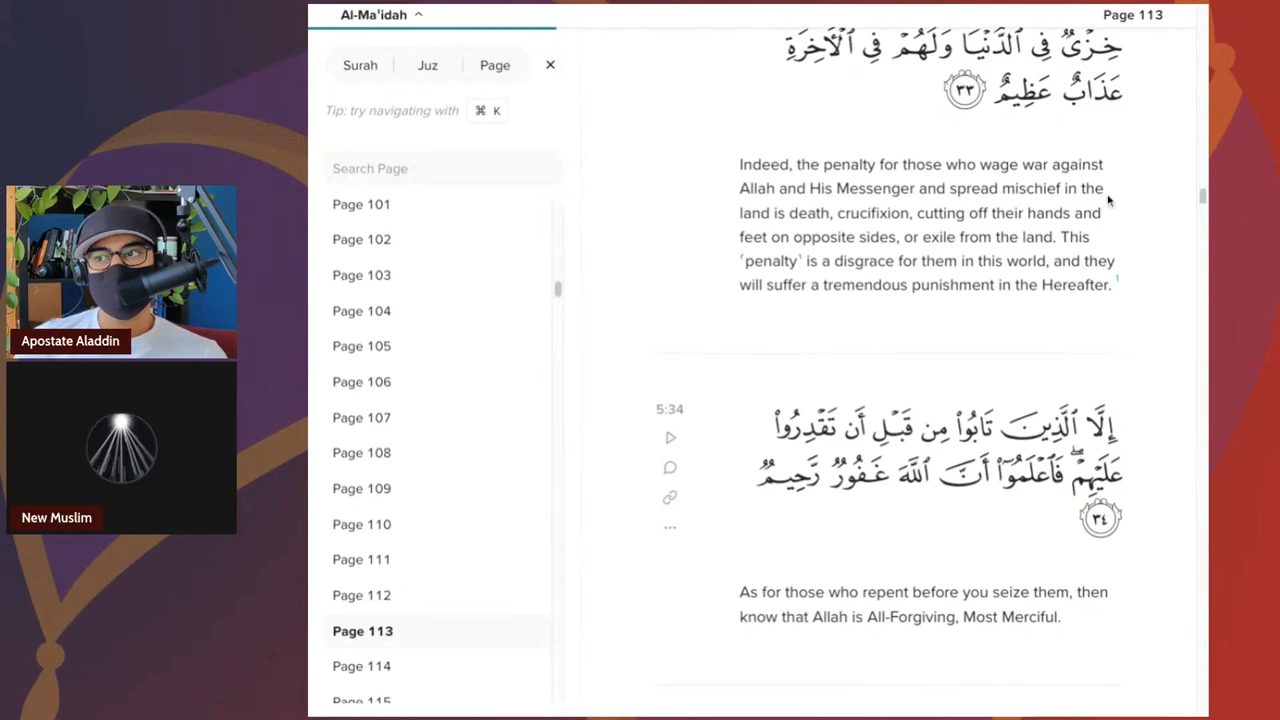 Al-Ma'idah
Page 113
Surah
Juz
Page
Tip: try navigating with ⌘ K
Search Page
Page 101
Page 102
Page 103
Page 104
Page 105
Page 106
Page 107
Page 108
Page 109
Page 110
Page 111
Page 112
Page 113
Page 114
Page 115
خِزْىٌ فِى ٱلدُّنْيَا وَلَهُمْ فِى ٱلْـَٔاخِرَةِ
عَذَابٌ عَظِيمٌ ٣٣
Indeed, the penalty for those who wage war against
Allah and His Messenger and spread mischief in the
land is death, crucifixion, cutting off their hands and
feet on opposite sides, or exile from the land. This
˹penalty˺ is a disgrace for them in this world, and they
will suffer a tremendous punishment in the Hereafter. 1
5:34
إِلَّا ٱلَّذِينَ تَابُوا۟ مِن قَبْلِ أَن تَقْدِرُوا۟
عَلَيْهِمْ ۖ فَٱعْلَمُوٓا۟ أَنَّ ٱللَّهَ غَفُورٌ رَّحِيمٌ
٣٤
As for those who repent before you seize them, then
know that Allah is All-Forgiving, Most Merciful.
Apostate Aladdin
New Muslim